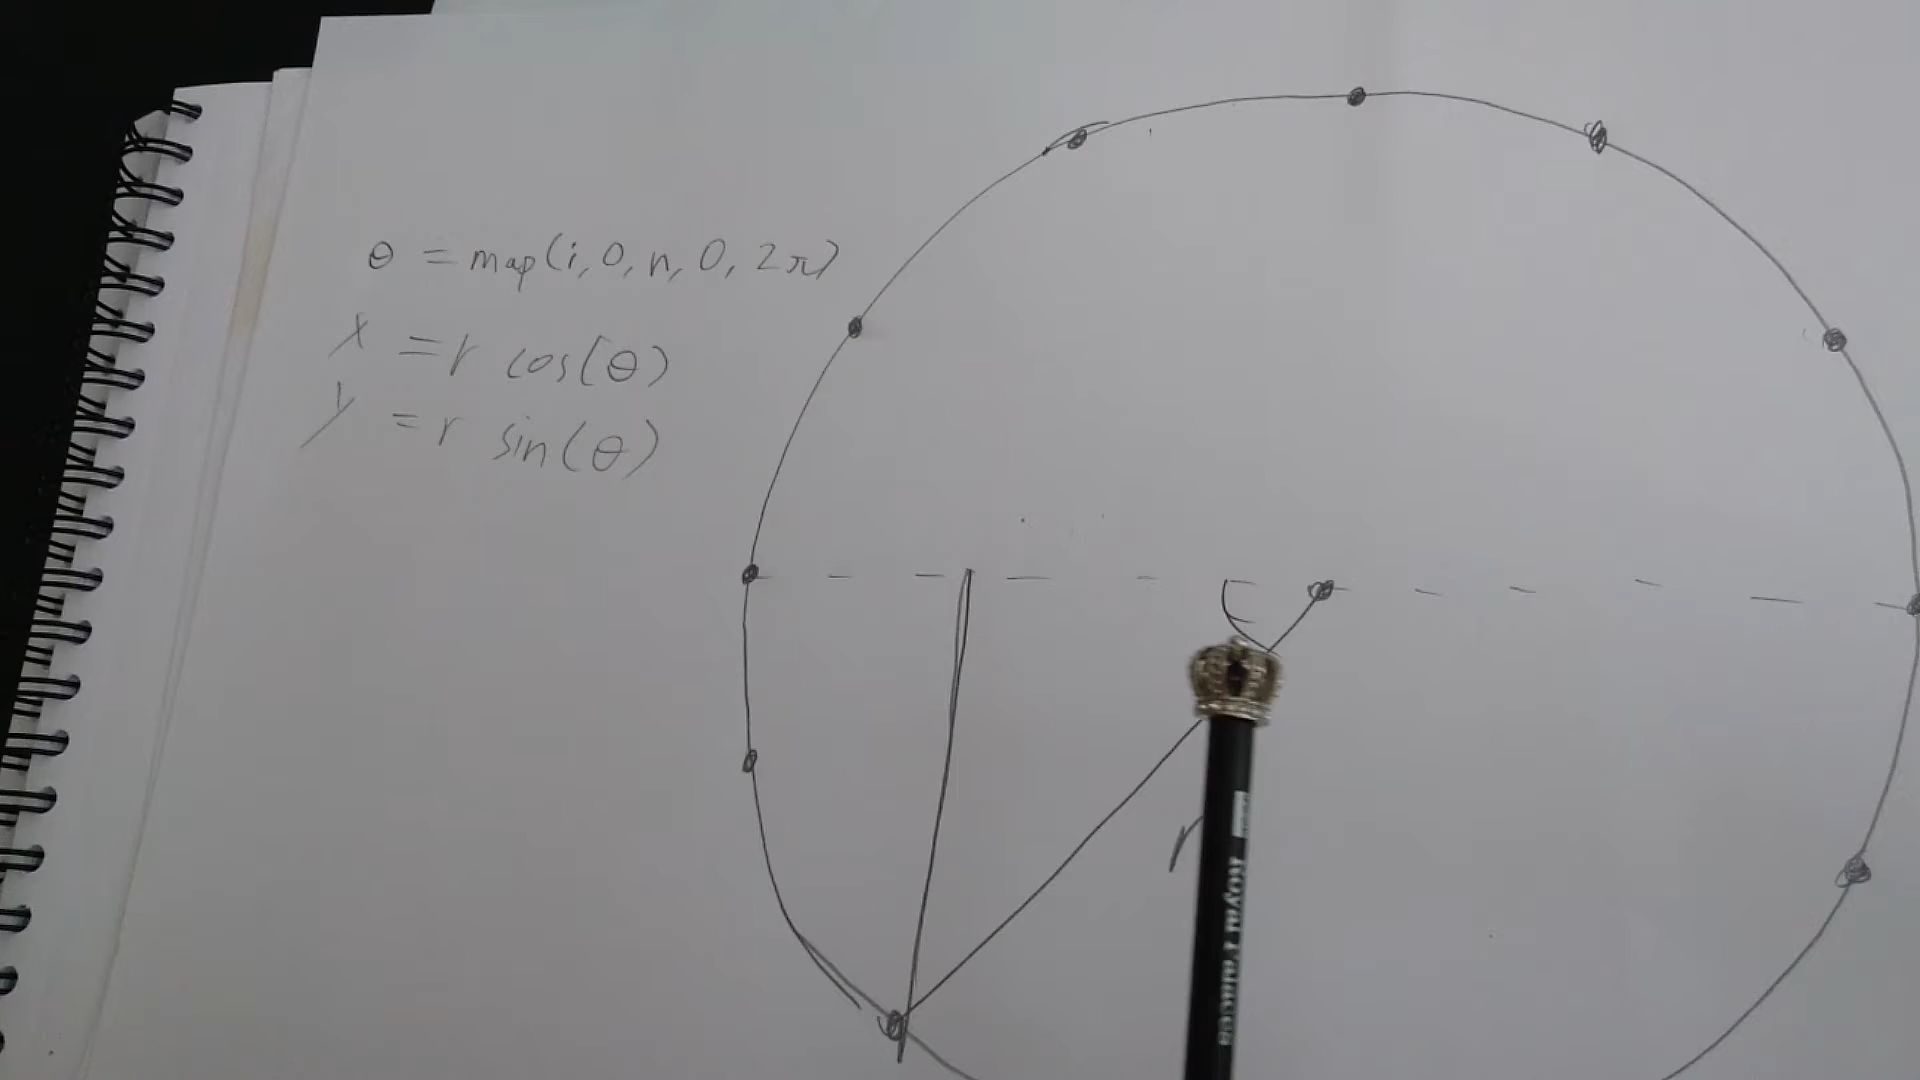 θ = map(i, 0, n, 0, 2π)
x = r cos(θ)
y = r sin(θ)
r